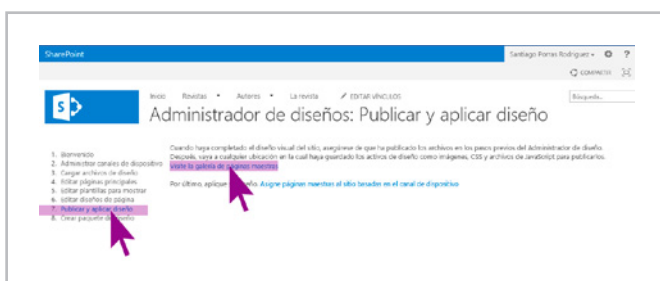 SharePoint
Santiago Porras Rodríguez
?
COMPARTIR
Inicio Revistas Autores La revista EDITAR VÍNCULOS
Búsqueda...
S
Administrador de diseños: Publicar y aplicar diseño
1. Bienvenido
2. Administrar canales de dispositivo
3. Cargar archivos de diseño
4. Editar páginas principales
5. Editar plantillas para mostrar
6. Editar diseños de página
7. Publicar y aplicar diseño
8. Crear paquete de diseño
Cuando haya completado el diseño visual del sitio, asegúrese de que ha publicado los archivos en los pasos previos del Administrador de diseño.
Después, vaya a cualquier ubicación en la cual haya guardado los activos de diseño como imágenes, CSS y archivos de JavaScript para publicarlos.
Visite la galería de páginas maestras
Por último, aplique diseño. Asigne páginas maestras al sitio basadas en el canal de dispositivo